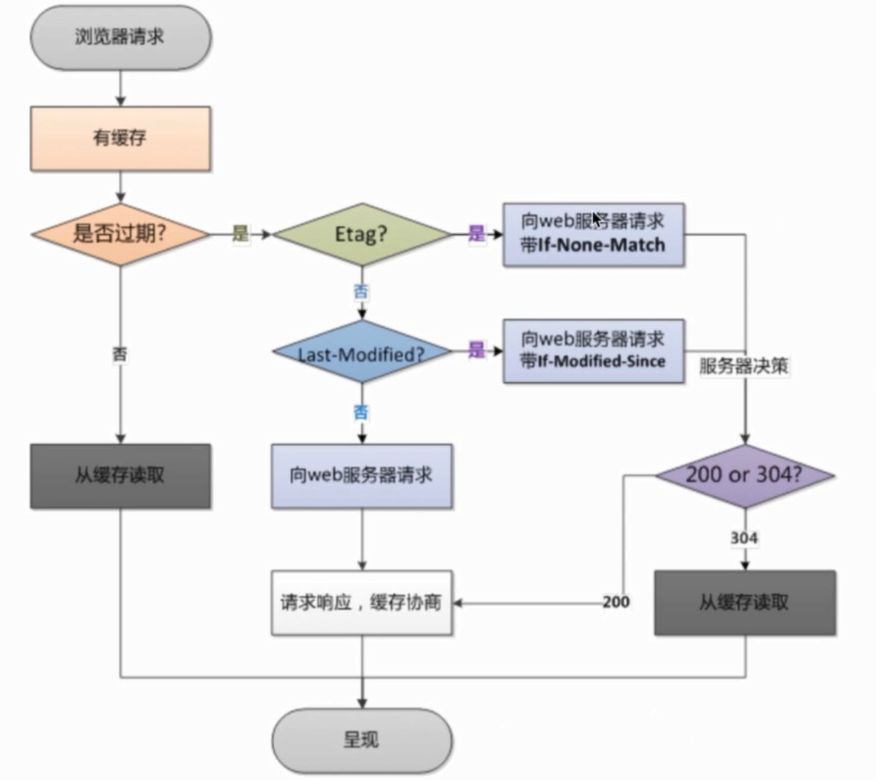 浏览器请求
有缓存
是否过期?
是
Etag?
是
向web服务器请求
带If-None-Match
否
否
Last-Modified?
是
向web服务器请求
带If-Modified-Since
服务器决策
否
从缓存读取
向web服务器请求
200 or 304?
304
请求响应，缓存协商
200
从缓存读取
呈现